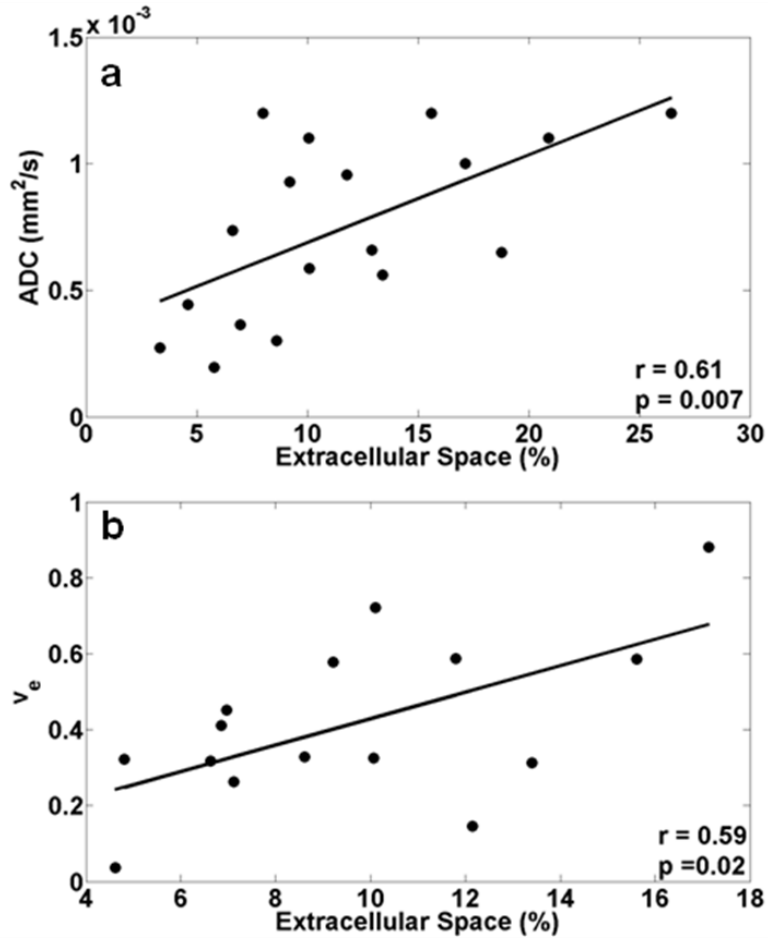 x 10⁻³
1.5
a
1
ADC (mm²/s)
0.5
r = 0.61
p = 0.007
0
0 5 10 15 20 25 30
Extracellular Space (%)
1
b
0.8
0.6
vₑ
0.4
0.2
r = 0.59
p =0.02
0
4 6 8 10 12 14 16 18
Extracellular Space (%)